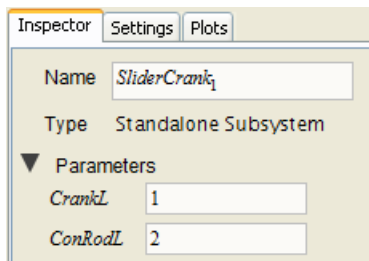 Inspector Settings Plots
Name SliderCrank1
Type Standalone Subsystem
Parameters
CrankL 1
ConRodL 2